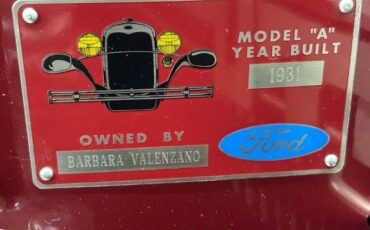 MODEL "A"
YEAR BUILT
1931
OWNED BY
BARBARA VALENZANO
Ford